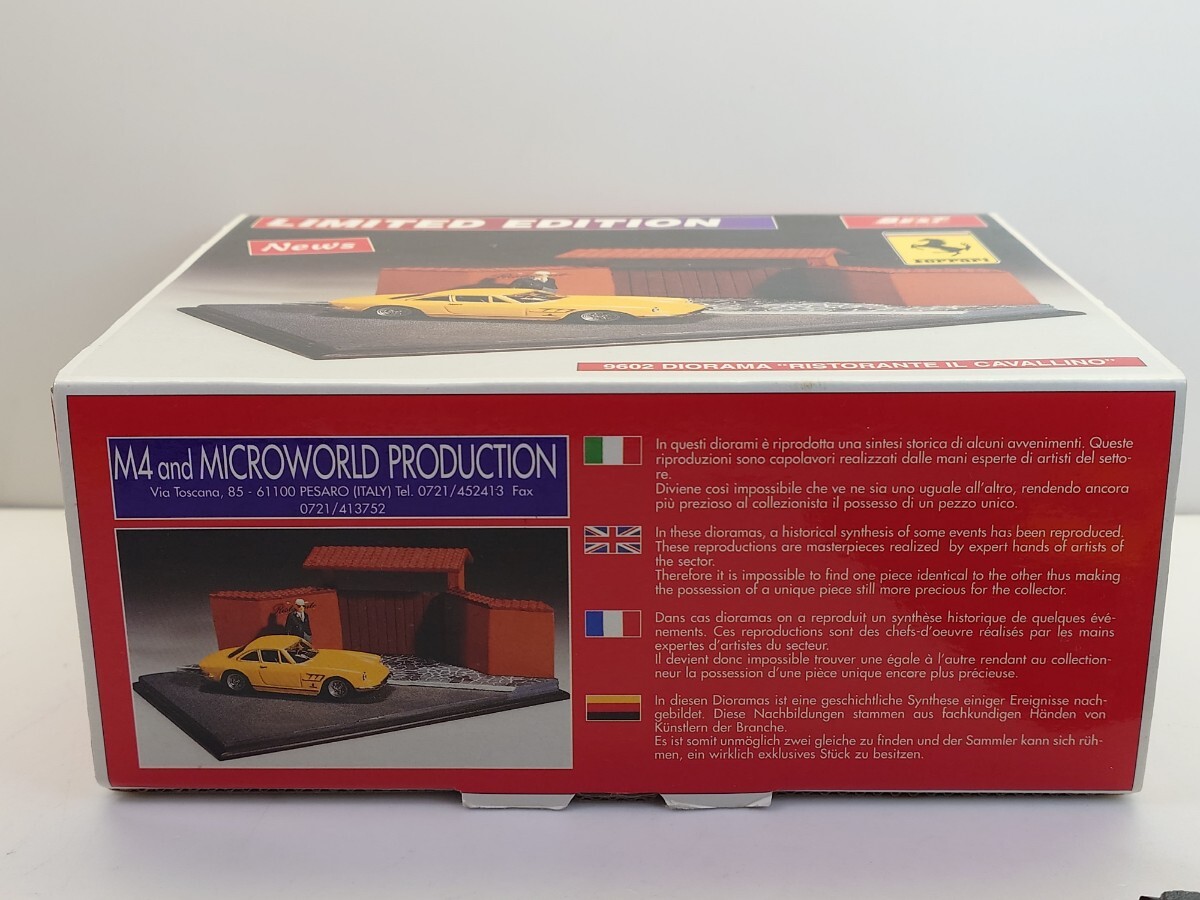 LIMITED EDITION
BEST
News
Ferrari
Ristorante
9602 DIORAMA "RISTORANTE IL CAVALLINO"
M4 and MICROWORLD PRODUCTION
Via Toscana, 85 - 61100 PESARO (ITALY) Tel. 0721/452413 Fax
0721/413752
In questi diorami è riprodotta una sintesi storica di alcuni avvenimenti. Queste
riproduzioni sono capolavori realizzati dalle mani esperte di artisti del setto-
re.
Diviene così impossibile che ve ne sia uno uguale all'altro, rendendo ancora
più prezioso al collezionista il possesso di un pezzo unico.
In these dioramas, a historical synthesis of some events has been reproduced.
These reproductions are masterpieces realized by expert hands of artists of
the sector.
Therefore it is impossible to find one piece identical to the other thus making
the possession of a unique piece still more precious for the collector.
Dans cas dioramas on a reproduit un synthèse historique de quelques évé-
nements. Ces reproductions sont des chefs-d'oeuvre réalisés par les mains
expertes d'artistes du secteur.
Il devient donc impossible trouver une égale à l'autre rendant au collection-
neur la possession d'une pièce unique encore plus précieuse.
In diesen Dioramas ist eine geschichtliche Synthese einiger Ereignisse nach-
gebildet. Diese Nachbildungen stammen aus fachkundigen Händen von
Künstlern der Branche.
Es ist somit unmöglich zwei gleiche zu finden und der Sammler kann sich rüh-
men, ein wirklich exklusives Stück zu besitzen.